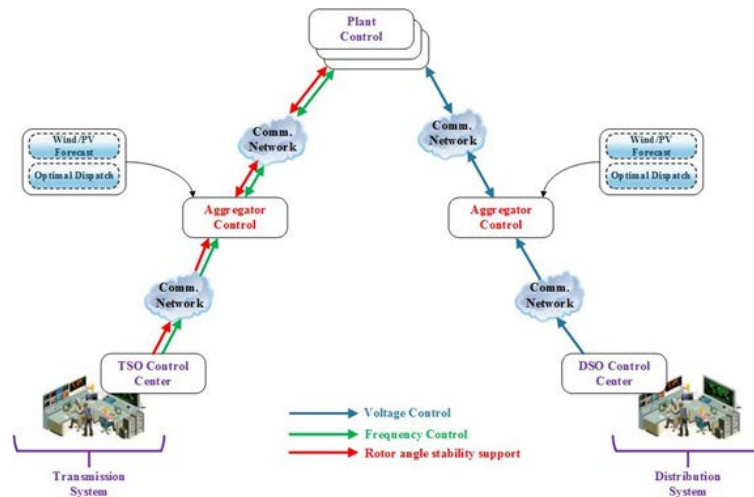 Plant
Control
Comm.
Network
Comm.
Network
Wind/PV
Forecast
Optimal Dispatch
Wind/PV
Forecast
Optimal Dispatch
Aggregator
Control
Aggregator
Control
Comm.
Network
Comm.
Network
TSO Control
Center
DSO Control
Center
Voltage Control
Frequency Control
Rotor angle stability support
Transmission
System
Distribution
System